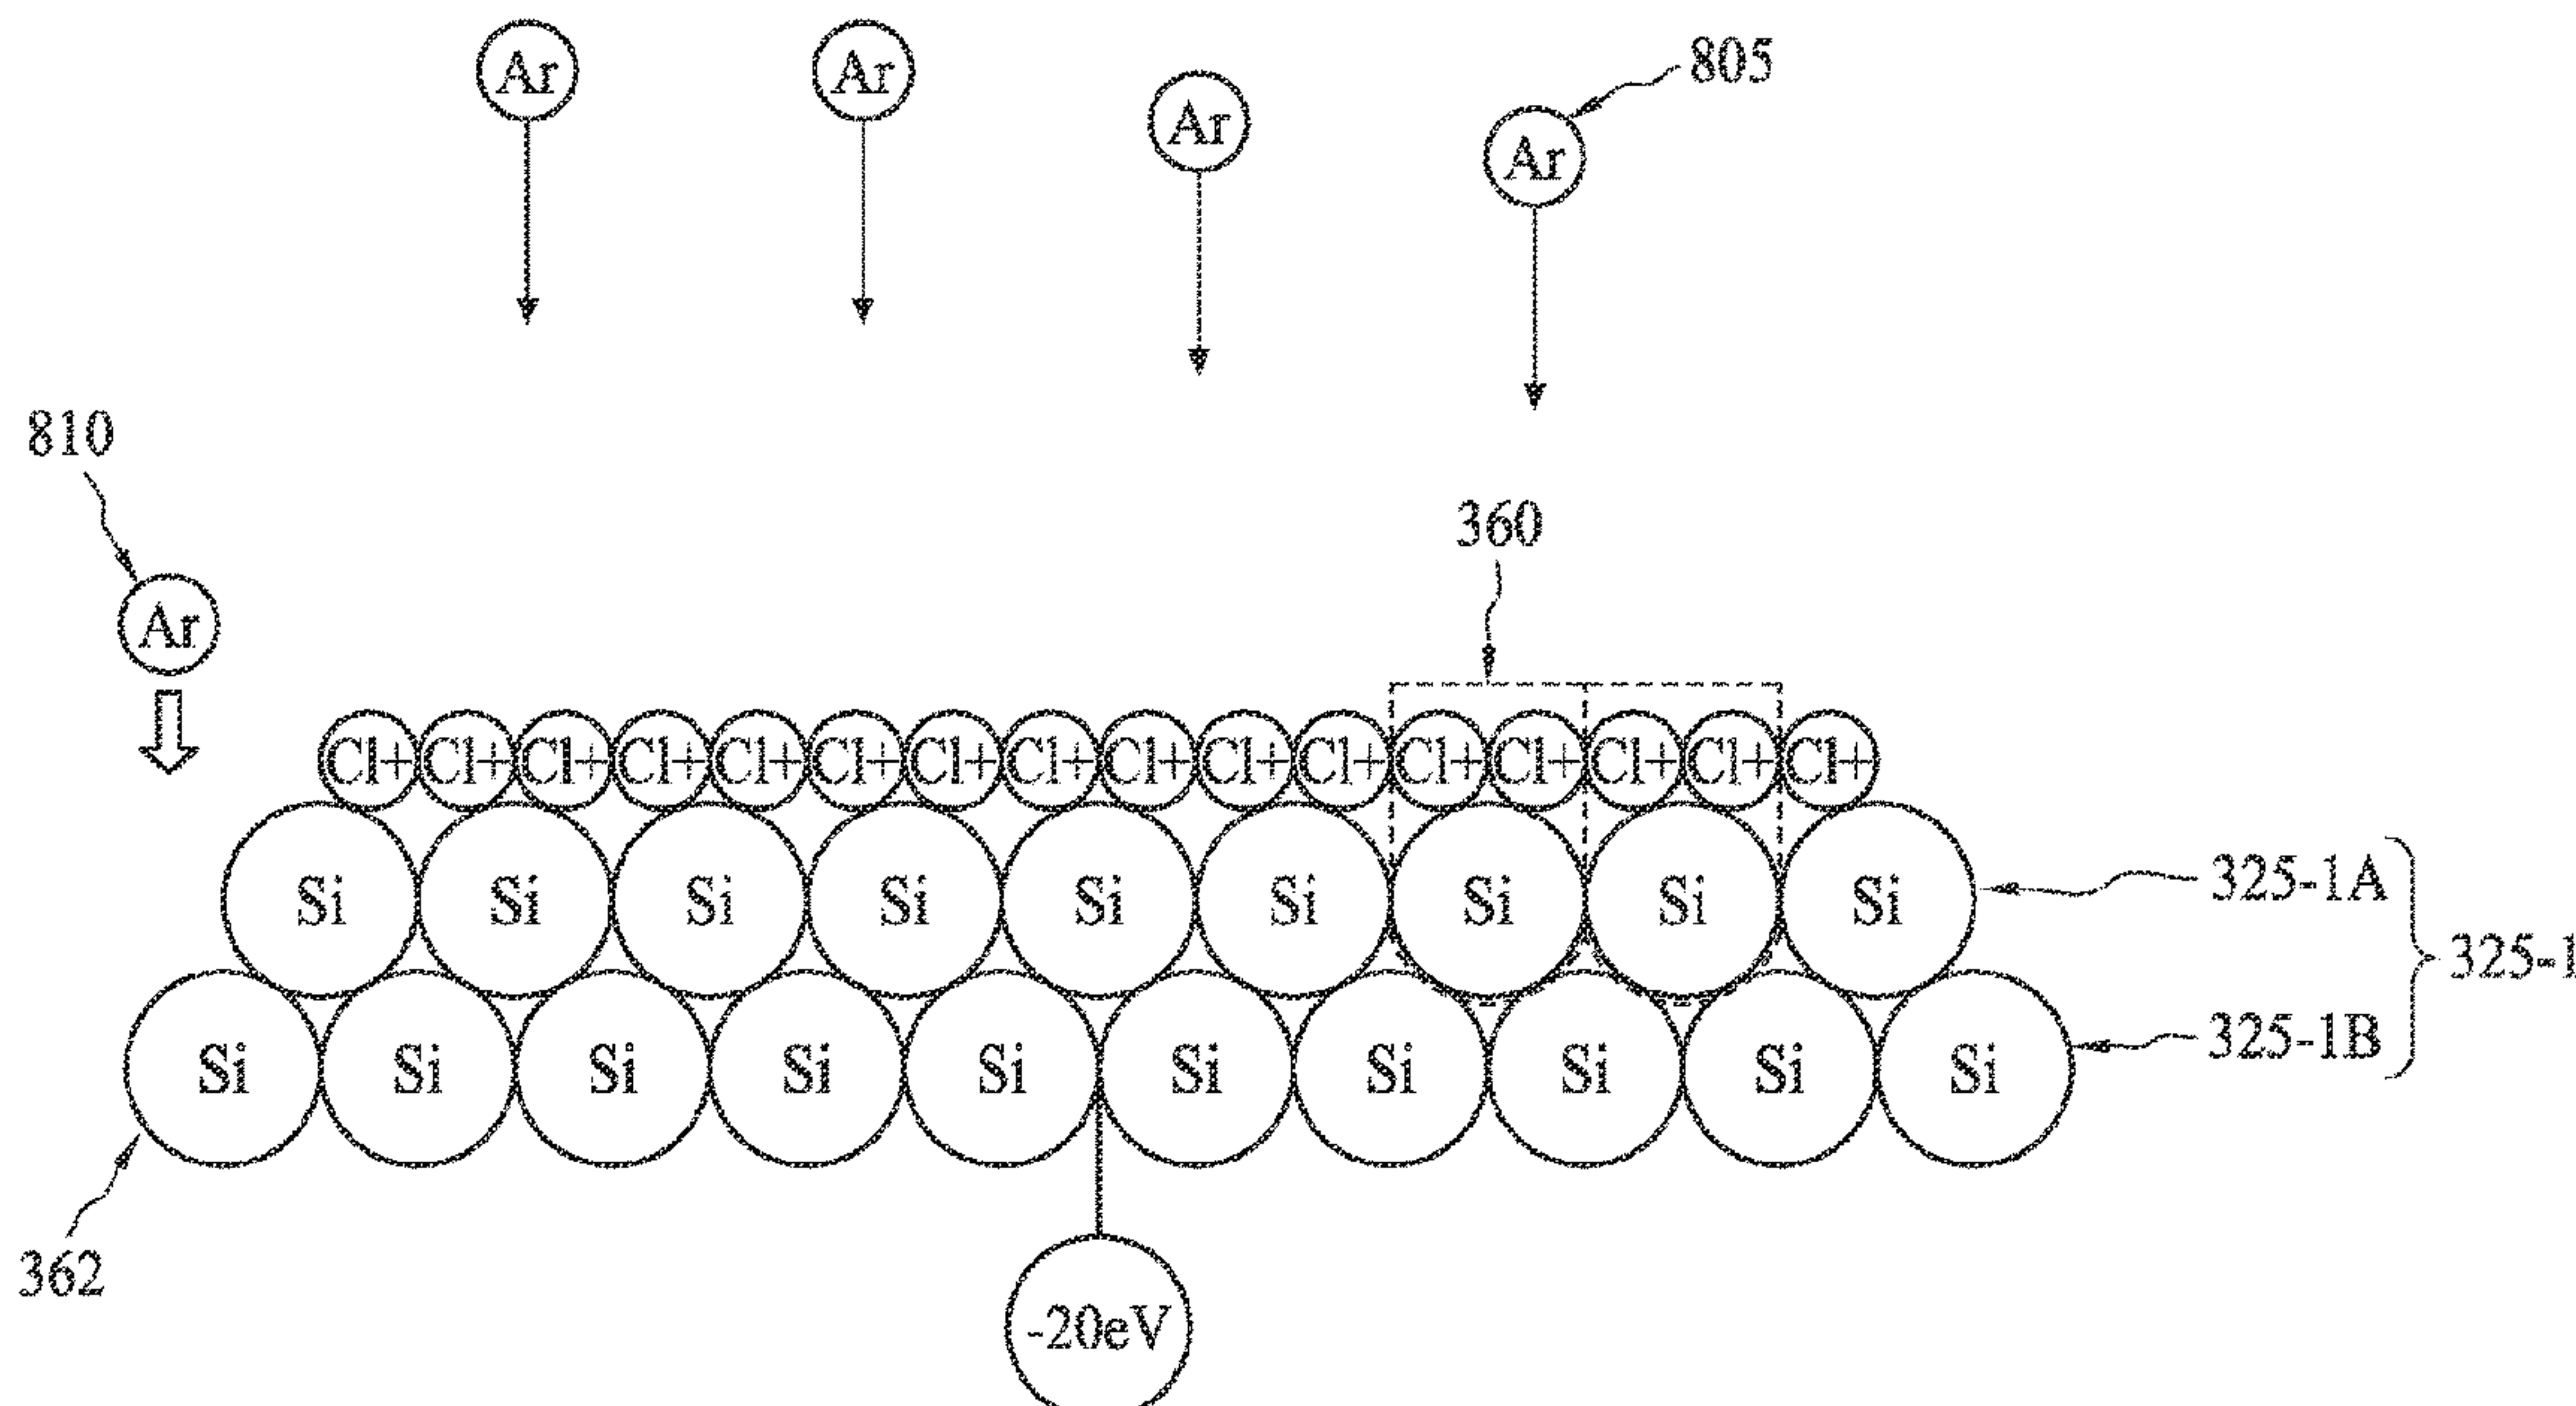 Ar Ar Ar Ar 805
810
360
Ar
Cl+ Cl+ Cl+ Cl+ Cl+ Cl+ Cl+ Cl+ Cl+ Cl+ Cl+ Cl+ Cl+ Cl+ Cl+ Cl+
Si Si Si Si Si Si Si Si Si 325-1A
325-1
Si Si Si Si Si Si Si Si Si Si 325-1B
362
-20eV